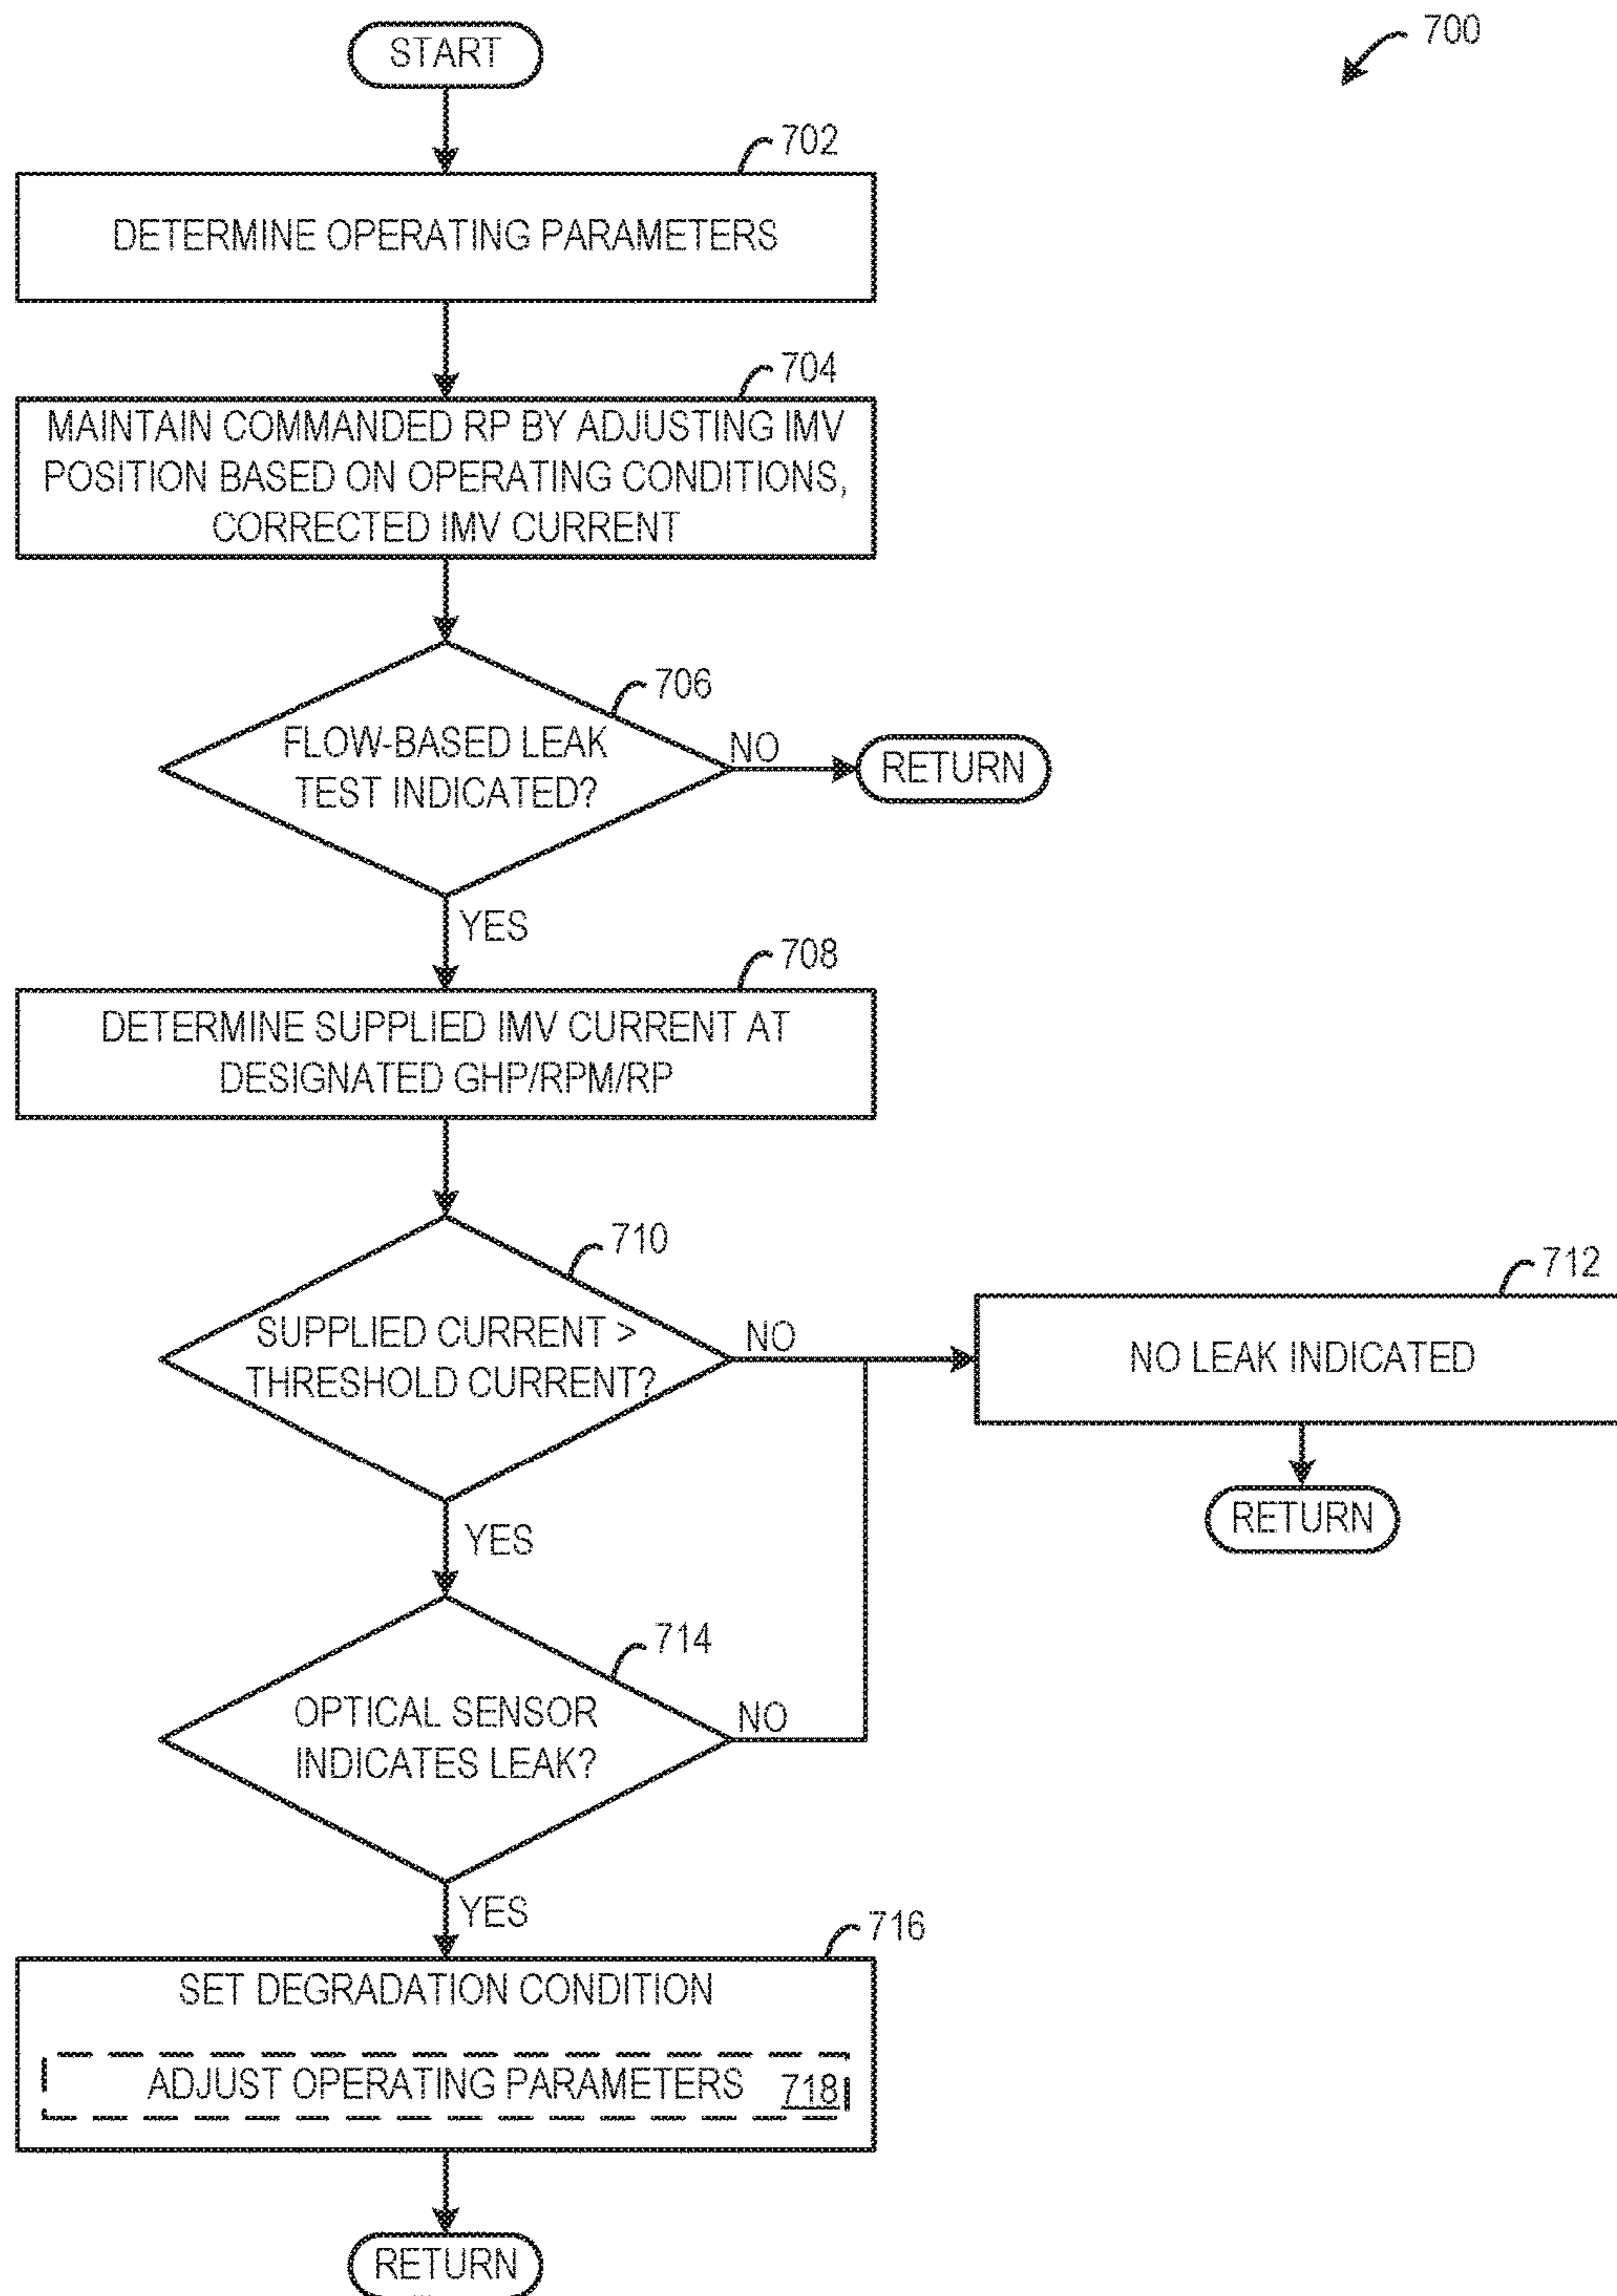 START
700
702
DETERMINE OPERATING PARAMETERS
704
MAINTAIN COMMANDED RP BY ADJUSTING IMV
POSITION BASED ON OPERATING CONDITIONS,
CORRECTED IMV CURRENT
706
FLOW-BASED LEAK
TEST INDICATED?
NO
RETURN
YES
708
DETERMINE SUPPLIED IMV CURRENT AT
DESIGNATED GHP/RPM/RP
710
SUPPLIED CURRENT >
THRESHOLD CURRENT?
NO
712
NO LEAK INDICATED
RETURN
YES
714
OPTICAL SENSOR
INDICATES LEAK?
NO
YES
716
SET DEGRADATION CONDITION
ADJUST OPERATING PARAMETERS 718
RETURN